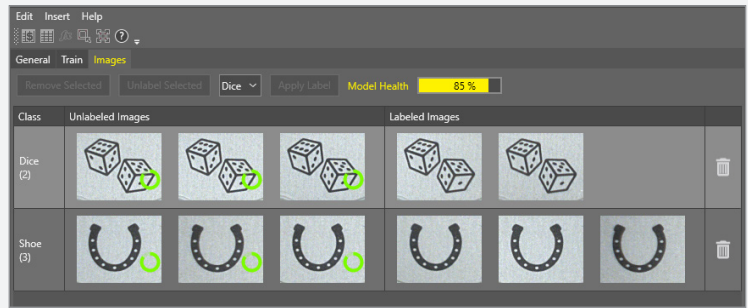 Edit Insert Help
General Train Images
Remove Selected Unlabel Selected Dice Apply Label Model Health 85 %
Class Unlabeled Images Labeled Images
Dice
(2)
Shoe
(3)